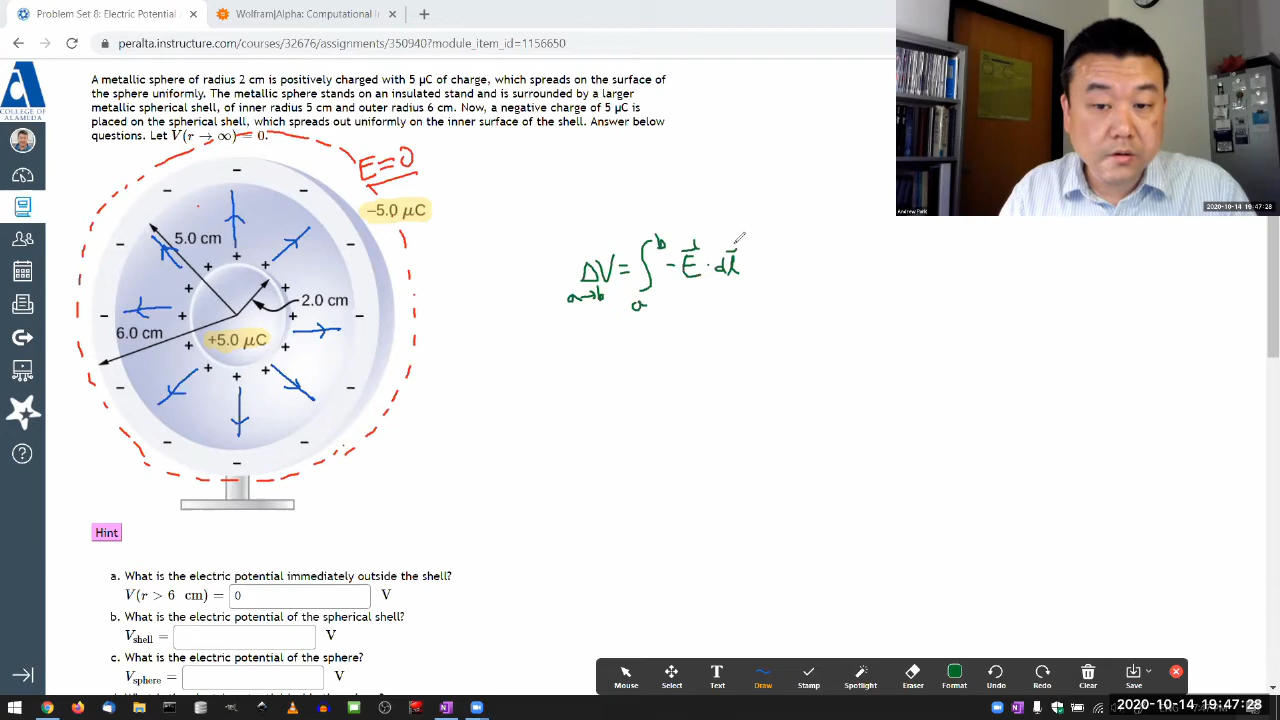 Problem Set 8: Electric Potential
Wolfram|Alpha: Computational I
peralta.instructure.com/courses/32676/assignments/350940?module_item_id=1156650
COLLEGE OF
ALAMEDA
A metallic sphere of radius 2 cm is positively charged with 5 μC of charge, which spreads on the surface of
the sphere uniformly. The metallic sphere stands on an insulated stand and is surrounded by a larger
metallic spherical shell, of inner radius 5 cm and outer radius 6 cm. Now, a negative charge of 5 μC is
placed on the spherical shell, which spreads out uniformly on the inner surface of the shell. Answer below
questions. Let V(r → ∞) = 0.
E=0
−5.0 μC
5.0 cm
2.0 cm
6.0 cm
+5.0 μC
ΔV = ∫ - E⃗ · dl⃗
a→b
b
a
Hint
a. What is the electric potential immediately outside the shell?
V(r > 6 cm) = 0 V
b. What is the electric potential of the spherical shell?
Vshell = V
c. What is the electric potential of the sphere?
Vsphere = V
Andrew Park
2020-10-14 19:47:28
Mouse Select Text Draw Stamp Spotlight Eraser Format Undo Redo Clear Save
2020-10-14 19:47:28